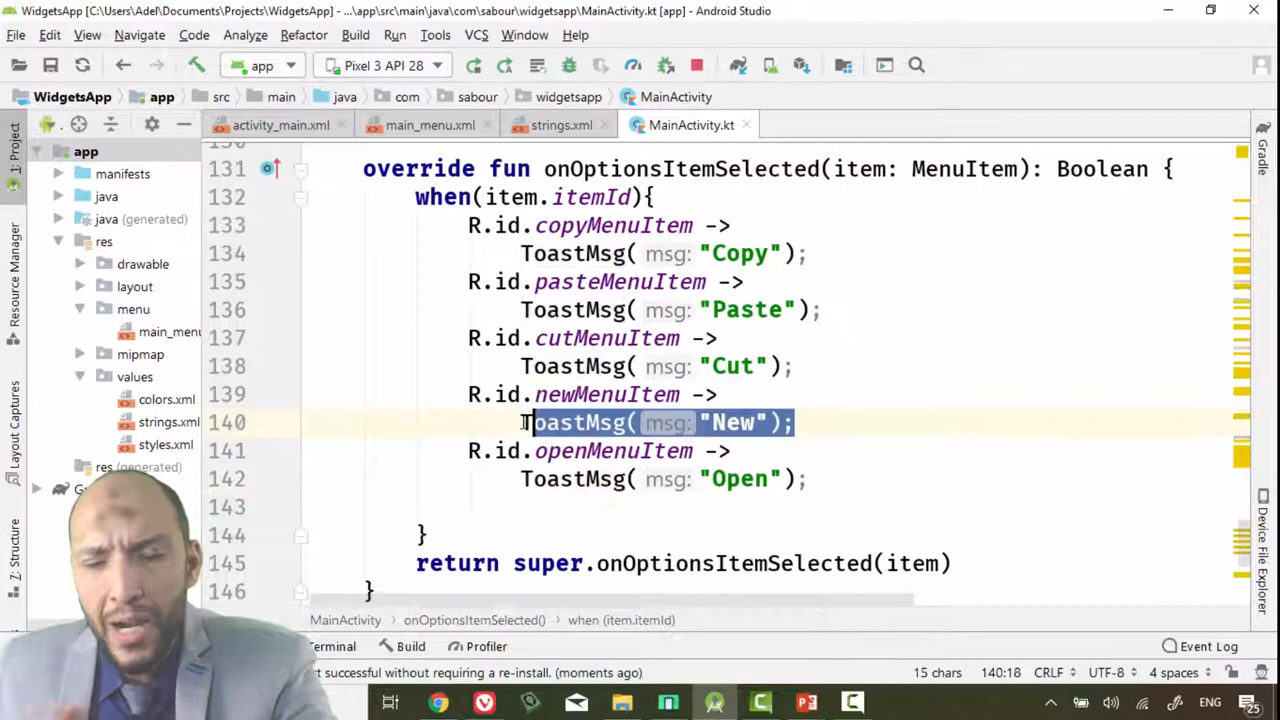 WidgetsApp [C:\Users\Adel\Documents\Projects\WidgetsApp] - ...\app\src\main\java\com\sabour\widgetsapp\MainActivity.kt [app] - Android Studio
File Edit View Navigate Code Analyze Refactor Build Run Tools VCS Window Help
app Pixel 3 API 28
WidgetsApp app src main java com sabour widgetsapp MainActivity
activity_main.xml main_menu.xml strings.xml MainActivity.kt
1: Project
Resource Manager
Layout Captures
Z: Structure
app
manifests
java
java (generated)
res
drawable
layout
menu
main_menu
mipmap
values
colors.xml
strings.xml
styles.xml
res (generated)
130
131 override fun onOptionsItemSelected(item: MenuItem): Boolean {
132 when(item.itemId){
133 R.id.copyMenuItem ->
134 ToastMsg( msg: "Copy");
135 R.id.pasteMenuItem ->
136 ToastMsg( msg: "Paste");
137 R.id.cutMenuItem ->
138 ToastMsg( msg: "Cut");
139 R.id.newMenuItem ->
140 ToastMsg( msg: "New");
141 R.id.openMenuItem ->
142 ToastMsg( msg: "Open");
143
144 }
145 return super.onOptionsItemSelected(item)
146 }
Gradle
Device File Explorer
MainActivity onOptionsItemSelected() when (item.itemId)
Terminal Build Profiler Event Log
successful without requiring a re-install. (moments ago) 15 chars 140:18 CRLF UTF-8 4 spaces
ENG 25